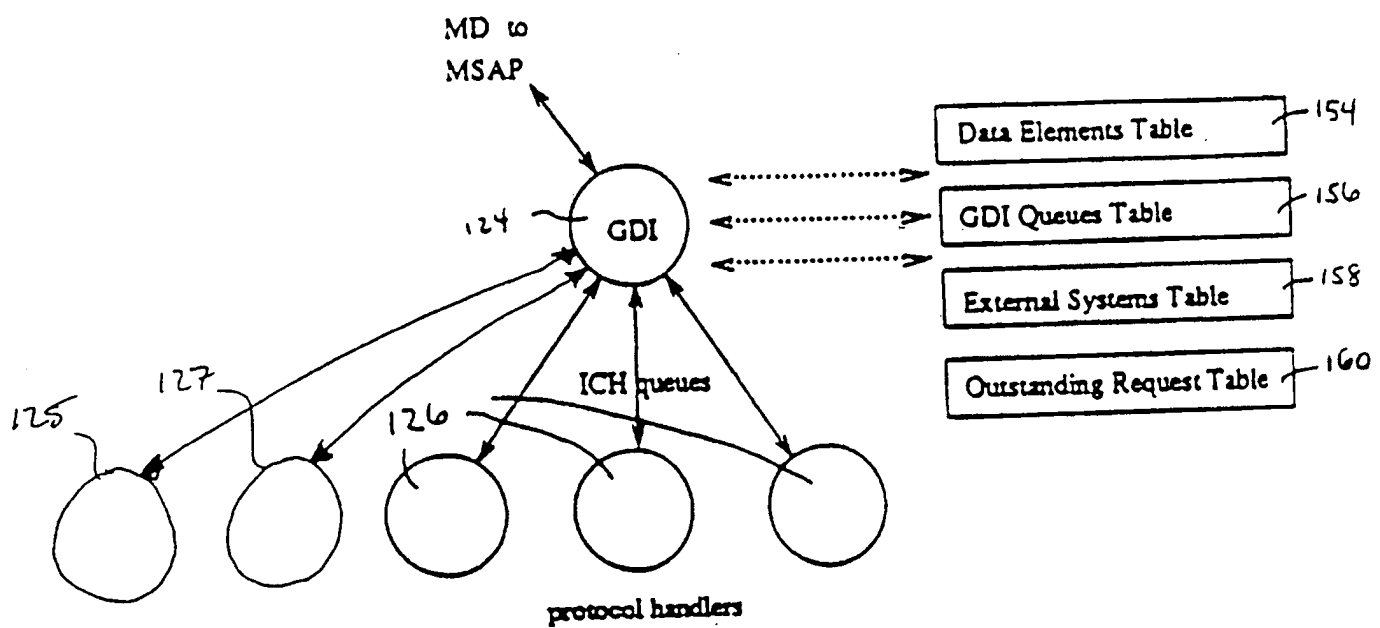 MD to
MSAP
154
Data Elements Table
124
GDI
156
GDI Queues Table
158
External Systems Table
127
ICH queues
160
Outstanding Request Table
125
126
protocol handlers